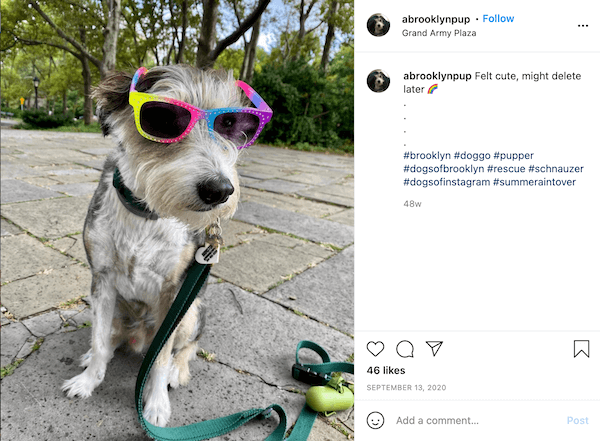 abrooklynpup • Follow
Grand Army Plaza
abrooklynpup Felt cute, might delete
later 🌈
.
.
.
.
#brooklyn #doggo #pupper
#dogsofbrooklyn #rescue #schnauzer
#dogsofinstagram #summeraintover
48w
46 likes
SEPTEMBER 13, 2020
Add a comment...
Post